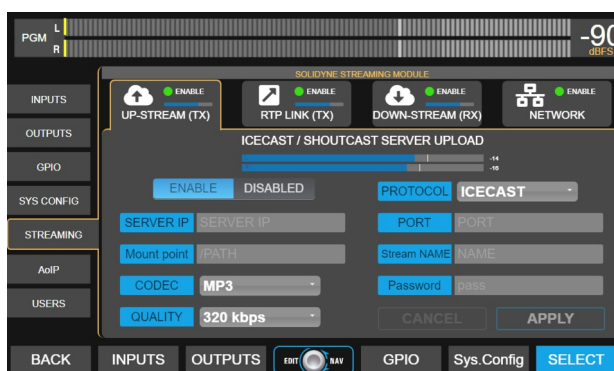 PGM L R -90 dBFS
SOLIDYNE STREAMING MODULE
ENABLE ENABLE ENABLE ENABLE
UP-STREAM (TX) RTP LINK (TX) DOWN-STREAM (RX) NETWORK
INPUTS
OUTPUTS
GPIO
SYS CONFIG
STREAMING
AoIP
USERS
ICECAST / SHOUTCAST SERVER UPLOAD
-14
-16
ENABLE DISABLED PROTOCOL ICECAST
SERVER IP SERVER IP PORT PORT
Mount point /PATH Stream NAME NAME
CODEC MP3 Password pass
QUALITY 320 kbps CANCEL APPLY
BACK INPUTS OUTPUTS EDIT NAV GPIO Sys.Config SELECT